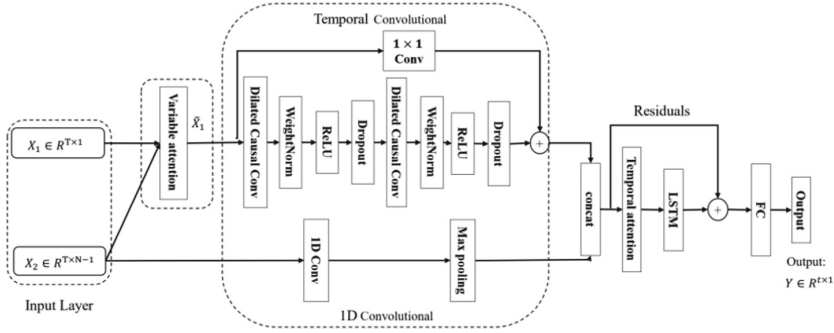 Temporal Convolutional
1 × 1
Conv
Variable attention
X̃₁
Dilated Causal Conv
WeightNorm
ReLU
Dropout
Dilated Causal Conv
WeightNorm
ReLU
Dropout
+
Residuals
X₁ ∈ R^{T×1}
concat
Temporal attention
LSTM
+
FC
Output
X₂ ∈ R^{T×N−1}
1D Conv
Max pooling
Output:
Y ∈ R^{t×1}
Input Layer
1D Convolutional